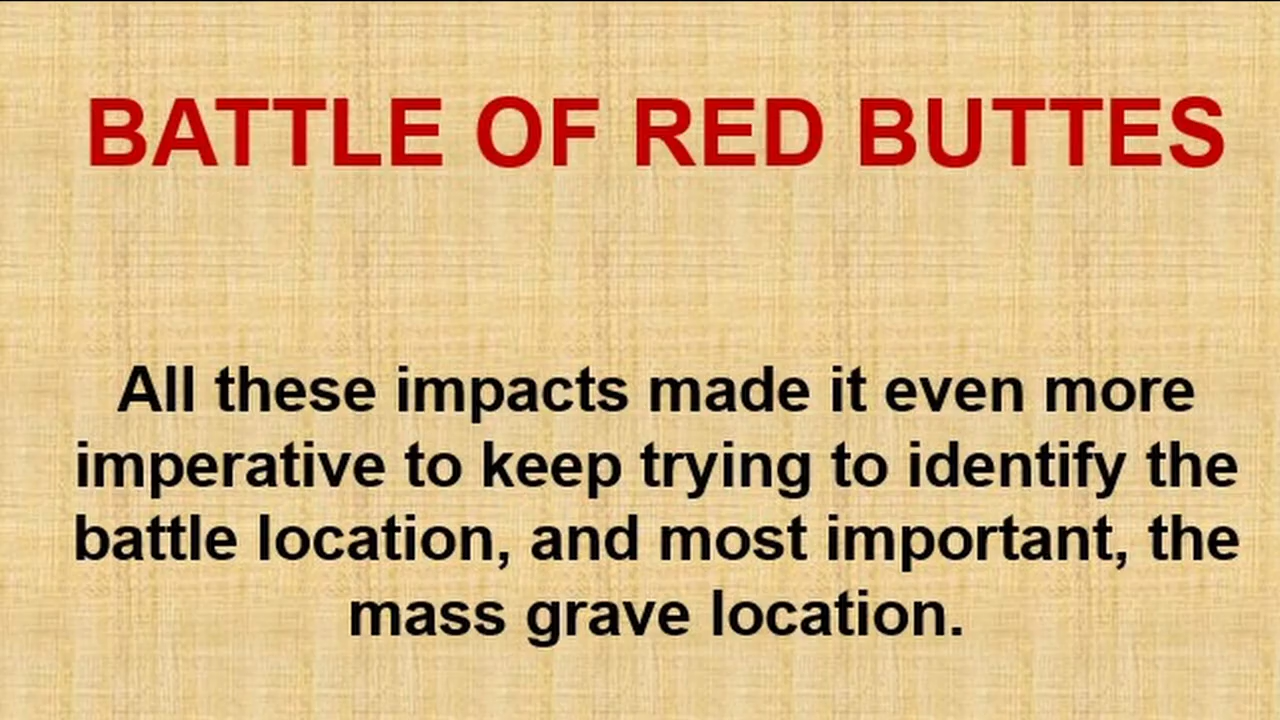 BATTLE OF RED BUTTES
All these impacts made it even more
imperative to keep trying to identify the
battle location, and most important, the
mass grave location.